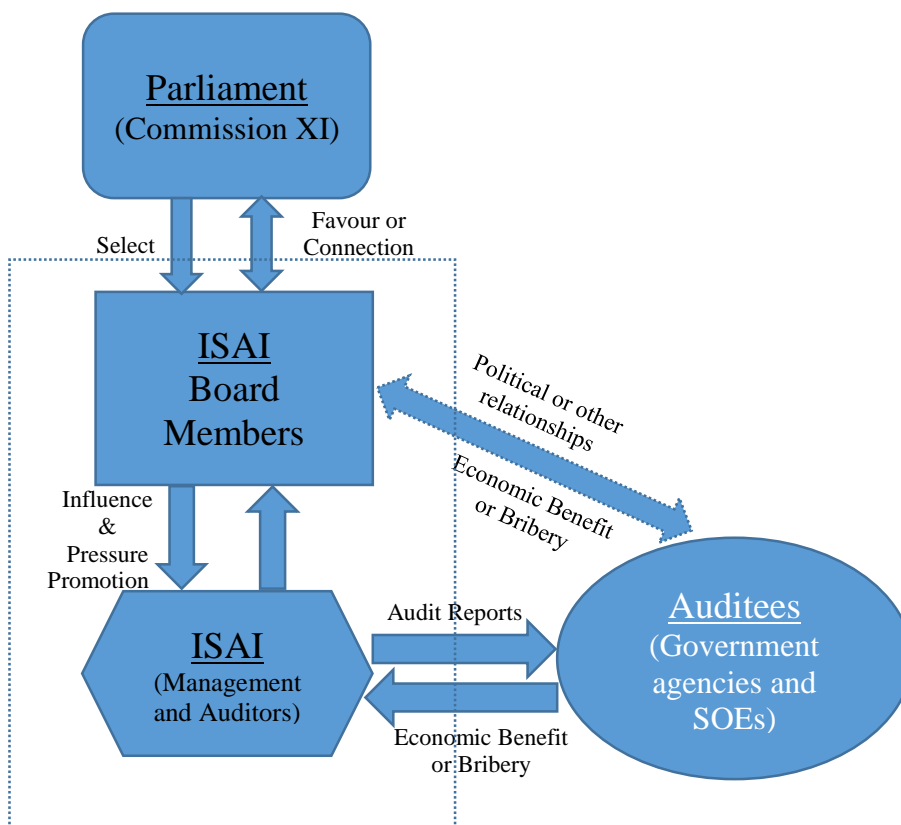 Parliament
(Commission XI)
Select
Favour or
Connection
ISAI
Board
Members
Political or other
relationships
Economic Benefit
or Bribery
Influence
&
Pressure
Promotion
ISAI
(Management
and Auditors)
Audit Reports
Economic Benefit
or Bribery
Auditees
(Government
agencies and
SOEs)